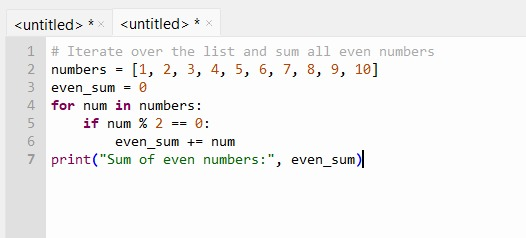 <untitled> * × <untitled> * ×
1 # Iterate over the list and sum all even numbers
2 numbers = [1, 2, 3, 4, 5, 6, 7, 8, 9, 10]
3 even_sum = 0
4 for num in numbers:
5     if num % 2 == 0:
6         even_sum += num
7 print("Sum of even numbers:", even_sum)